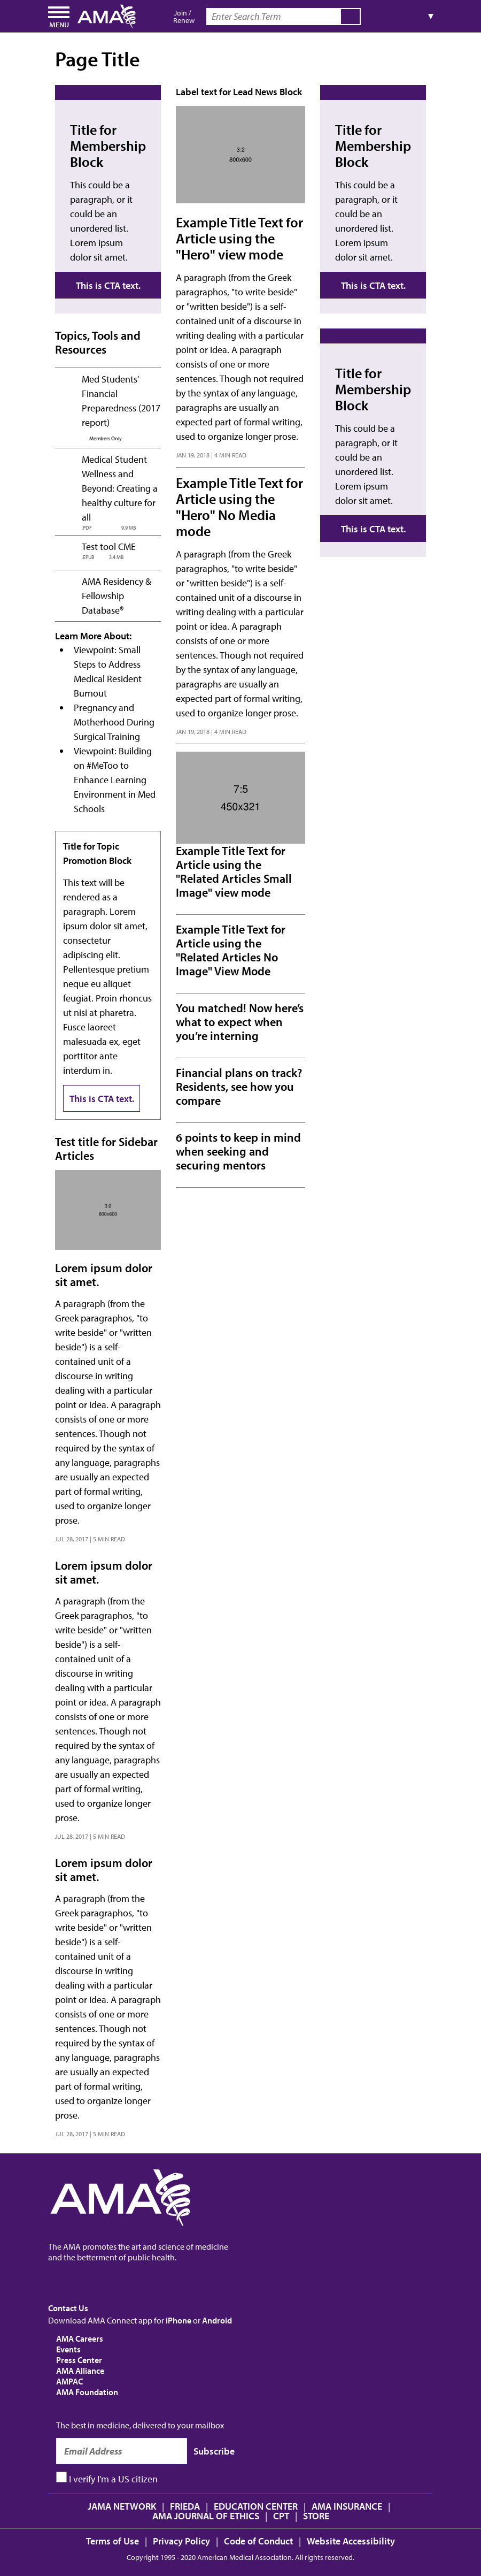 MENU
AMA
Join /
Renew
Enter Search Term
Page Title
Title for
Membership
Block
This could be a
paragraph, or it
could be an
unordered list.
Lorem ipsum
dolor sit amet.
This is CTA text.
Topics, Tools and
Resources
Med Students'
Financial
Preparedness (2017
report)
Members Only
Medical Student
Wellness and
Beyond: Creating a
healthy culture for
all
PDF 9.9 MB
Test tool CME
EPUB 3.4 MB
AMA Residency &
Fellowship
Database®
Learn More About:
• Viewpoint: Small
Steps to Address
Medical Resident
Burnout
• Pregnancy and
Motherhood During
Surgical Training
• Viewpoint: Building
on #MeToo to
Enhance Learning
Environment in Med
Schools
Title for Topic
Promotion Block
This text will be
rendered as a
paragraph. Lorem
ipsum dolor sit amet,
consectetur
adipiscing elit.
Pellentesque pretium
neque eu aliquet
feugiat. Proin rhoncus
ut nisi at pharetra.
Fusce laoreet
malesuada ex, eget
porttitor ante
interdum in.
This is CTA text.
Test title for Sidebar
Articles
3:2
800x600
Lorem ipsum dolor
sit amet.
A paragraph (from the
Greek paragraphos, "to
write beside" or "written
beside") is a self-
contained unit of a
discourse in writing
dealing with a particular
point or idea. A paragraph
consists of one or more
sentences. Though not
required by the syntax of
any language, paragraphs
are usually an expected
part of formal writing,
used to organize longer
prose.
JUL 28, 2017 | 5 MIN READ
Lorem ipsum dolor
sit amet.
A paragraph (from the
Greek paragraphos, "to
write beside" or "written
beside") is a self-
contained unit of a
discourse in writing
dealing with a particular
point or idea. A paragraph
consists of one or more
sentences. Though not
required by the syntax of
any language, paragraphs
are usually an expected
part of formal writing,
used to organize longer
prose.
JUL 28, 2017 | 5 MIN READ
Lorem ipsum dolor
sit amet.
A paragraph (from the
Greek paragraphos, "to
write beside" or "written
beside") is a self-
contained unit of a
discourse in writing
dealing with a particular
point or idea. A paragraph
consists of one or more
sentences. Though not
required by the syntax of
any language, paragraphs
are usually an expected
part of formal writing,
used to organize longer
prose.
JUL 28, 2017 | 5 MIN READ
Label text for Lead News Block
3:2
800x600
Example Title Text for
Article using the
"Hero" view mode
A paragraph (from the Greek
paragraphos, "to write beside"
or "written beside") is a self-
contained unit of a discourse in
writing dealing with a particular
point or idea. A paragraph
consists of one or more
sentences. Though not required
by the syntax of any language,
paragraphs are usually an
expected part of formal writing,
used to organize longer prose.
JAN 19, 2018 | 4 MIN READ
Example Title Text for
Article using the
"Hero" No Media
mode
A paragraph (from the Greek
paragraphos, "to write beside"
or "written beside") is a self-
contained unit of a discourse in
writing dealing with a particular
point or idea. A paragraph
consists of one or more
sentences. Though not required
by the syntax of any language,
paragraphs are usually an
expected part of formal writing,
used to organize longer prose.
JAN 19, 2018 | 4 MIN READ
7:5
450x321
Example Title Text for
Article using the
"Related Articles Small
Image" view mode
Example Title Text for
Article using the
"Related Articles No
Image" View Mode
You matched! Now here's
what to expect when
you're interning
Financial plans on track?
Residents, see how you
compare
6 points to keep in mind
when seeking and
securing mentors
Title for
Membership
Block
This could be a
paragraph, or it
could be an
unordered list.
Lorem ipsum
dolor sit amet.
This is CTA text.
Title for
Membership
Block
This could be a
paragraph, or it
could be an
unordered list.
Lorem ipsum
dolor sit amet.
This is CTA text.
AMA
The AMA promotes the art and science of medicine
and the betterment of public health.
Contact Us
Download AMA Connect app for iPhone or Android
AMA Careers
Events
Press Center
AMA Alliance
AMPAC
AMA Foundation
The best in medicine, delivered to your mailbox
Email Address Subscribe
I verify I'm a US citizen
JAMA NETWORK | FRIEDA | EDUCATION CENTER | AMA INSURANCE |
AMA JOURNAL OF ETHICS | CPT | STORE
Terms of Use | Privacy Policy | Code of Conduct | Website Accessibility
Copyright 1995 - 2020 American Medical Association. All rights reserved.